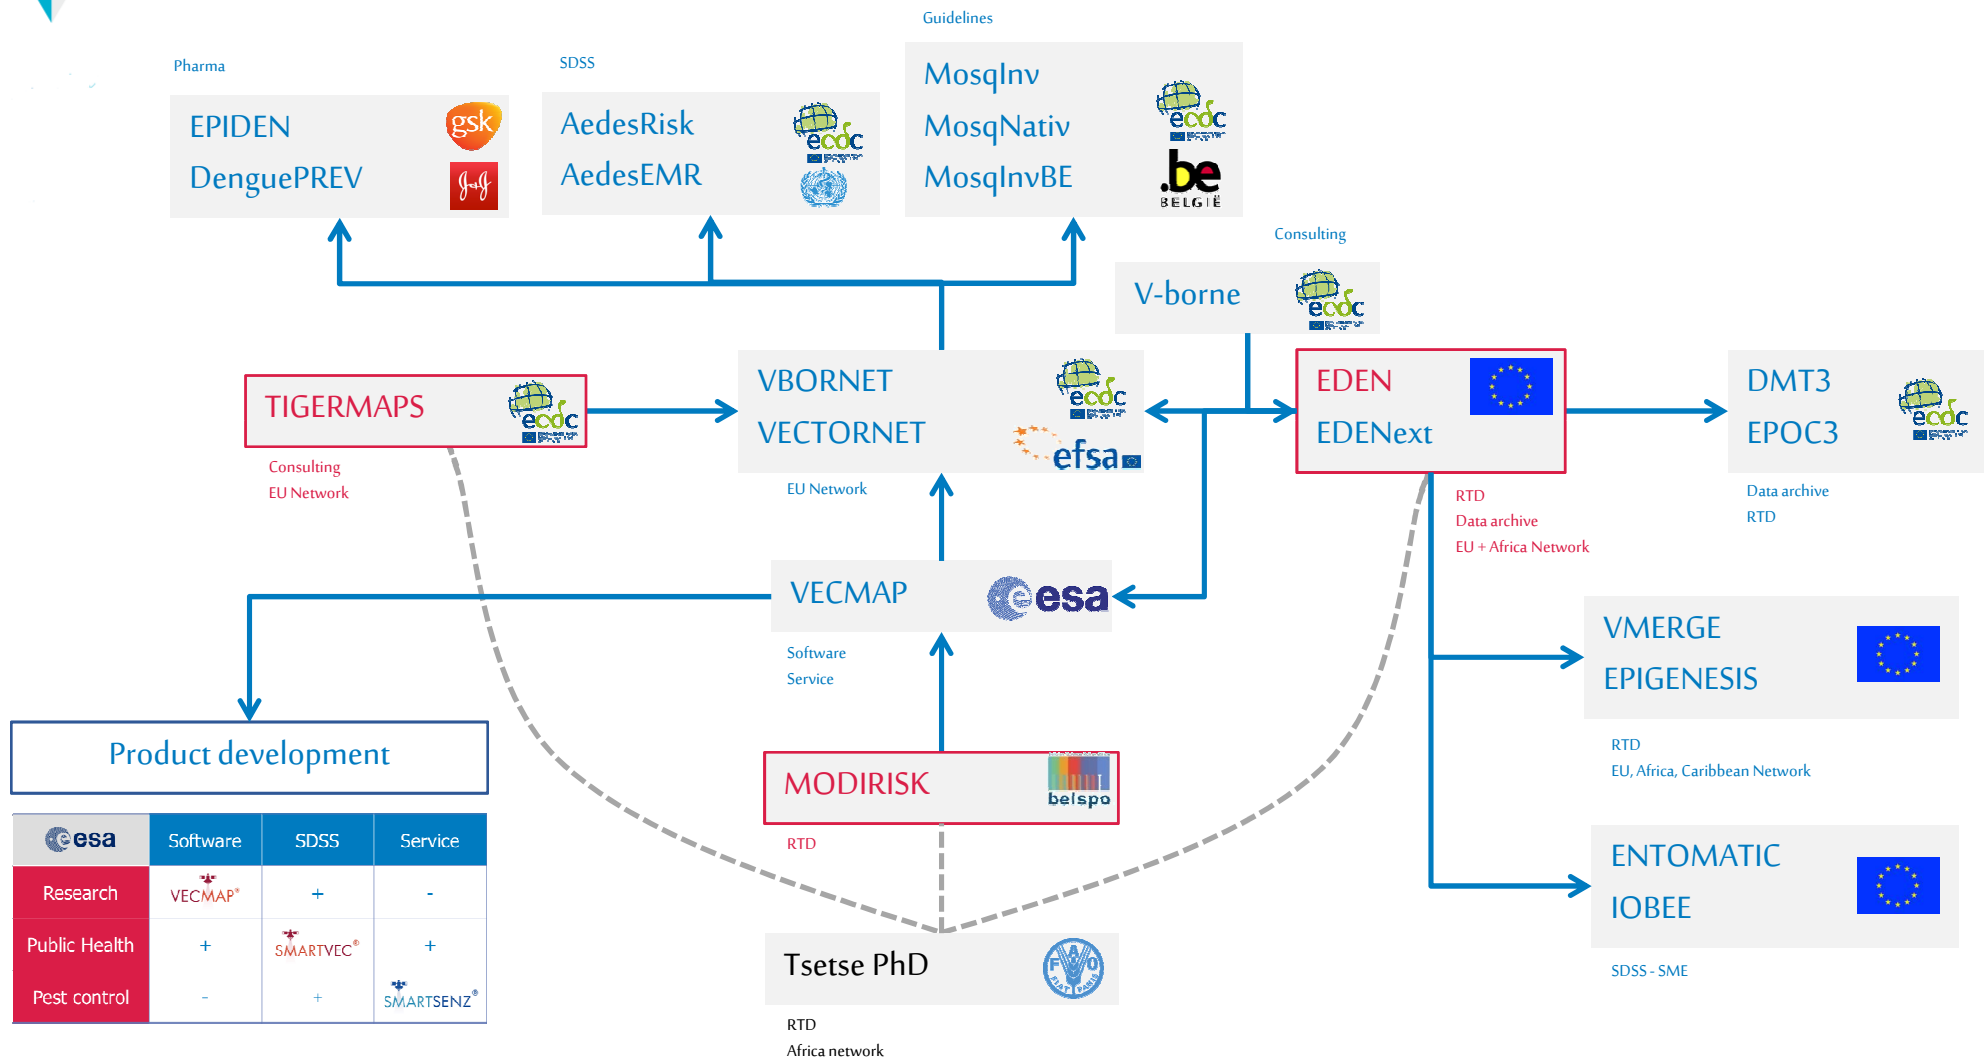 Guidelines
Pharma
SDSS
EPIDEN
DenguePREV
gsk
J&J
AedesRisk
AedesEMR
ecdc
MosqInv
MosqNativ
MosqInvBE
ecdc
.be
BELGIË
Consulting
V-borne
ecdc
TIGERMAPS
ecdc
Consulting
EU Network
VBORNET
VECTORNET
ecdc
efsa
EU Network
EDEN
EDENext
RTD
Data archive
EU + Africa Network
DMT3
EPOC3
ecdc
Data archive
RTD
VECMAP
esa
Software
Service
VMERGE
EPIGENESIS
RTD
EU, Africa, Caribbean Network
Product development
MODIRISK
belspo
RTD
ENTOMATIC
IOBEE
SDSS - SME
esa Software SDSS Service
Research VECMAP® + -
Public Health + SMARTVEC® +
Pest control - + SMARTSENZ®
Tsetse PhD
FAO
FIAT PANIS
RTD
Africa network